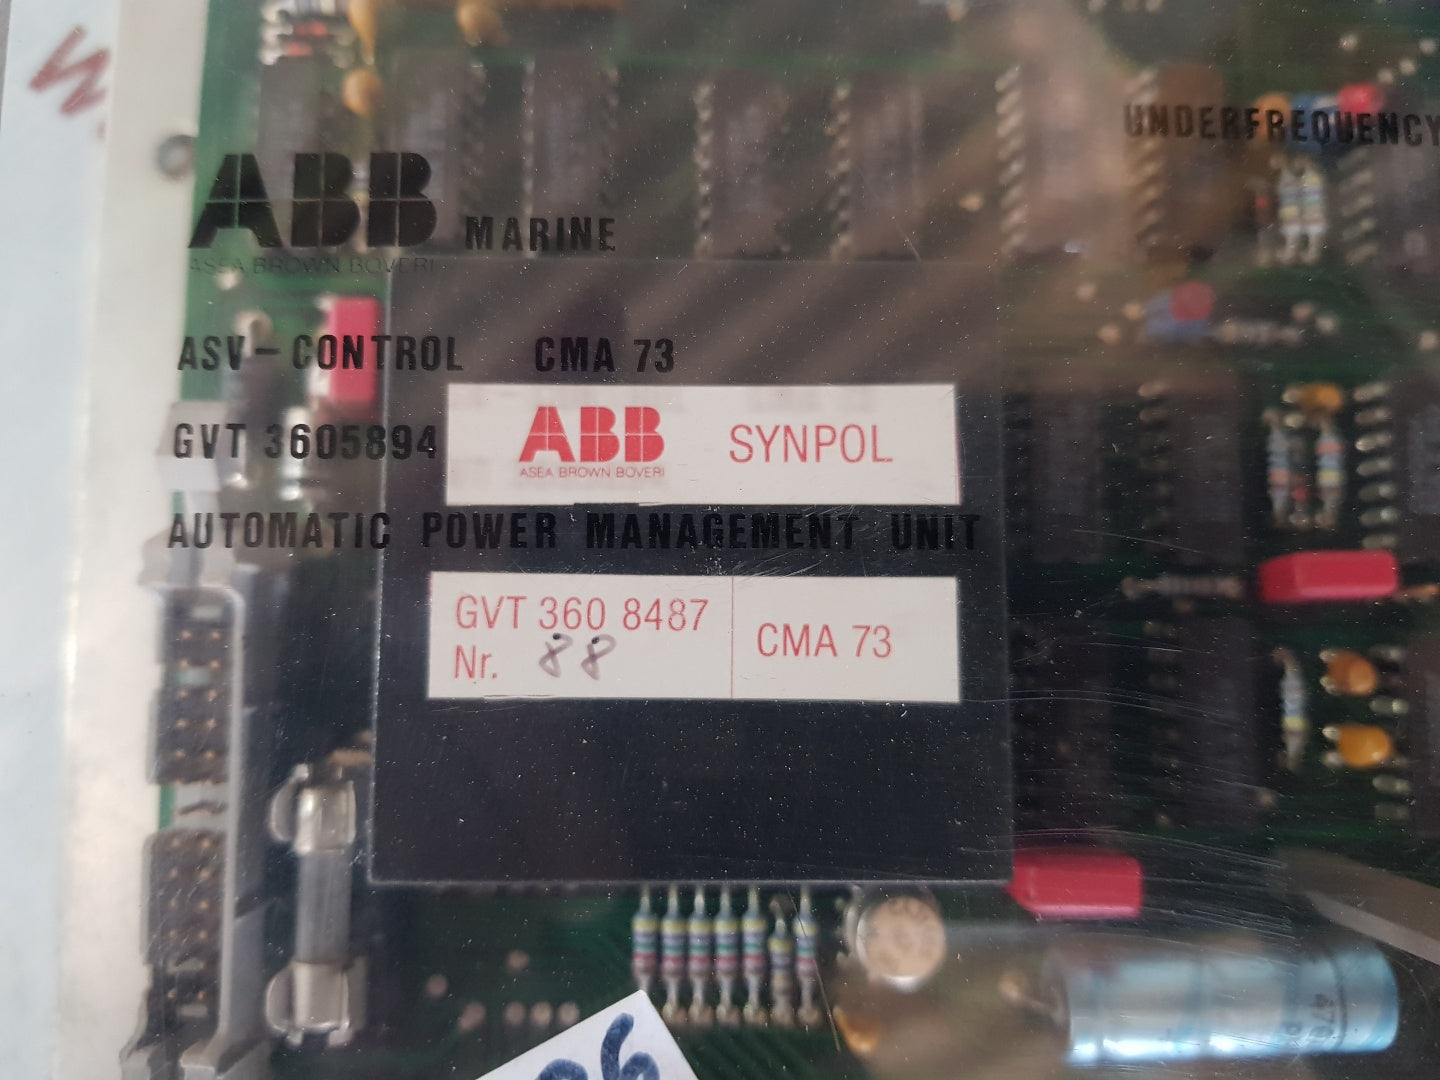 UNDERFREQUENCY
ABB MARINE
ASEA BROWN BOVERI
ASV-CONTROL CMA 73
GVT 3605894
ABB SYNPOL
ASEA BROWN BOVERI
AUTOMATIC POWER MANAGEMENT UNIT
GVT 360 8487
Nr. 88
CMA 73